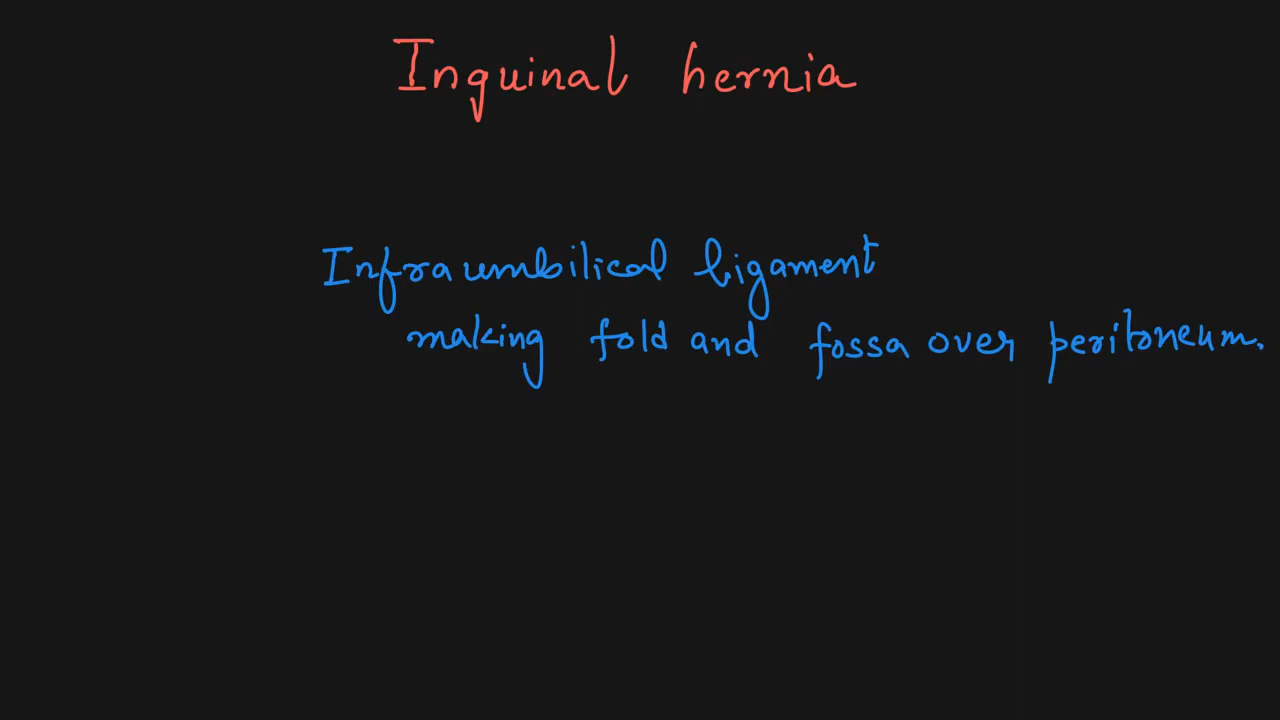 Inguinal hernia
Infraumbilical ligament
making fold and fossa over peritoneum.